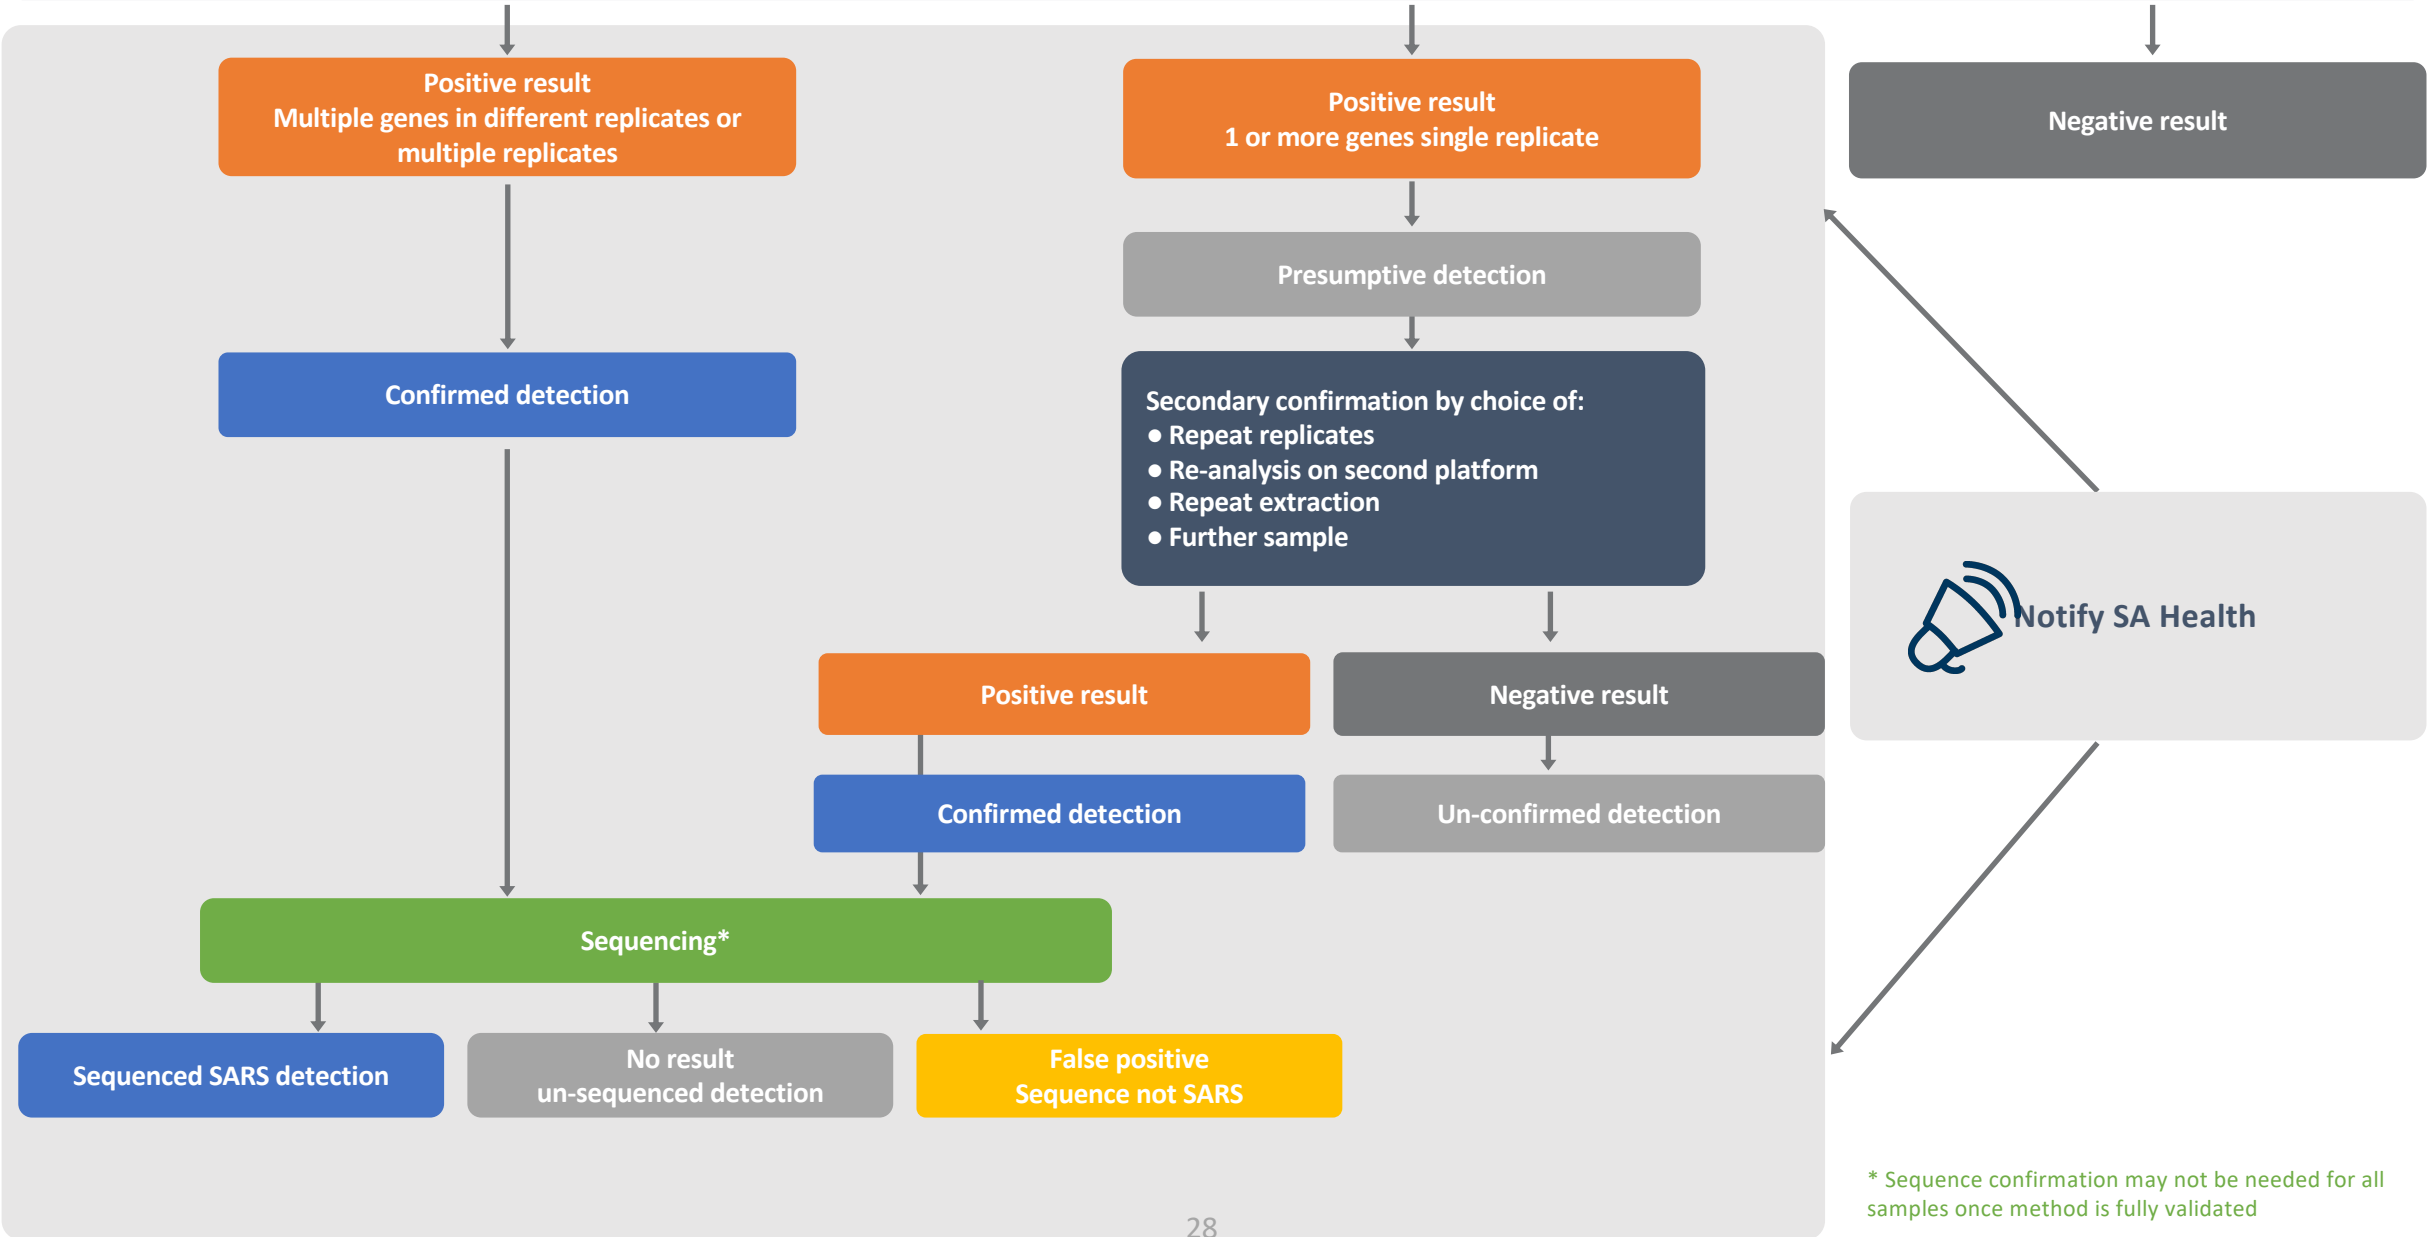 Positive result
Multiple genes in different replicates or
multiple replicates
Positive result
1 or more genes single replicate
Negative result
Presumptive detection
Confirmed detection
Secondary confirmation by choice of:
● Repeat replicates
● Re-analysis on second platform
● Repeat extraction
● Further sample
Notify SA Health
Positive result
Negative result
Confirmed detection
Un-confirmed detection
Sequencing*
Sequenced SARS detection
No result
un-sequenced detection
False positive
Sequence not SARS
* Sequence confirmation may not be needed for all
samples once method is fully validated
28